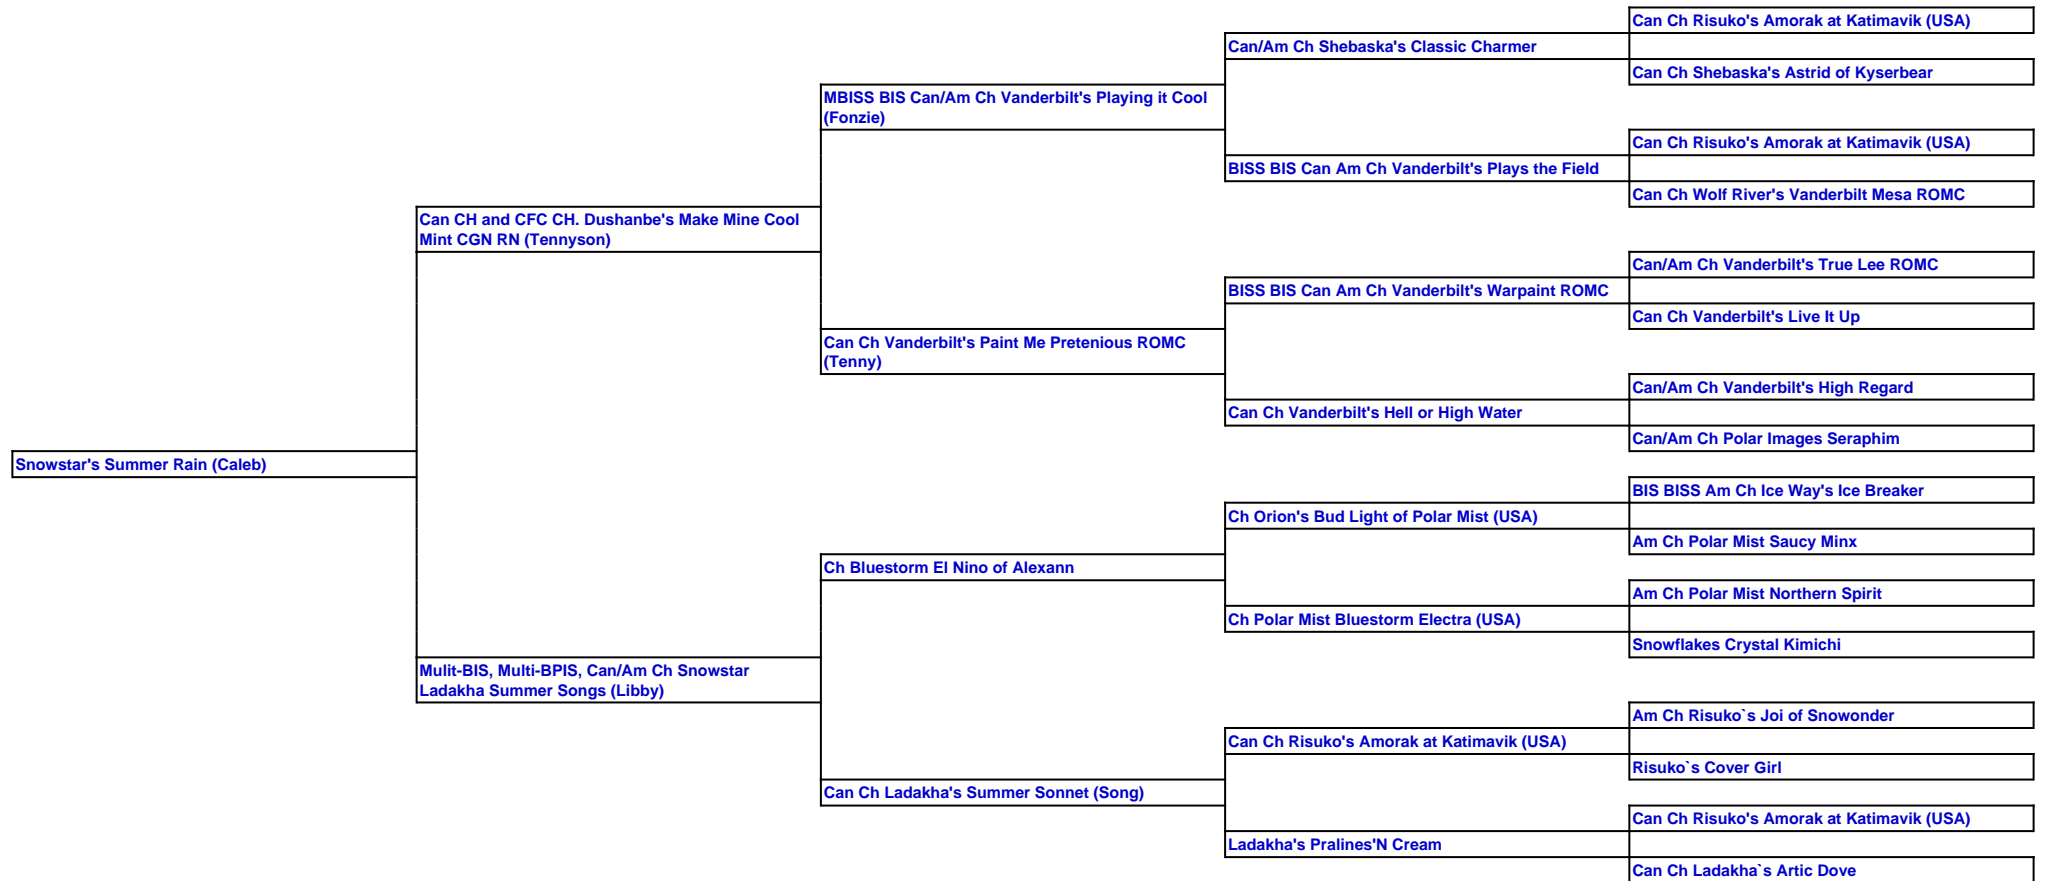 Can Ch Risuko's Amorak at Katimavik (USA)
Can/Am Ch Shebaska's Classic Charmer
Can Ch Shebaska's Astrid of Kyserbear
MBISS BIS Can/Am Ch Vanderbilt's Playing it Cool
(Fonzie)
Can Ch Risuko's Amorak at Katimavik (USA)
BISS BIS Can Am Ch Vanderbilt's Plays the Field
Can Ch Wolf River's Vanderbilt Mesa ROMC
Can CH and CFC CH. Dushanbe's Make Mine Cool
Mint CGN RN (Tennyson)
Can/Am Ch Vanderbilt's True Lee ROMC
BISS BIS Can Am Ch Vanderbilt's Warpaint ROMC
Can Ch Vanderbilt's Live It Up
Can Ch Vanderbilt's Paint Me Pretenious ROMC
(Tenny)
Can/Am Ch Vanderbilt's High Regard
Can Ch Vanderbilt's Hell or High Water
Can/Am Ch Polar Images Seraphim
Snowstar's Summer Rain (Caleb)
BIS BISS Am Ch Ice Way's Ice Breaker
Ch Orion's Bud Light of Polar Mist (USA)
Am Ch Polar Mist Saucy Minx
Ch Bluestorm El Nino of Alexann
Am Ch Polar Mist Northern Spirit
Ch Polar Mist Bluestorm Electra (USA)
Snowflakes Crystal Kimichi
Mulit-BIS, Multi-BPIS, Can/Am Ch Snowstar
Ladakha Summer Songs (Libby)
Am Ch Risuko`s Joi of Snowonder
Can Ch Risuko's Amorak at Katimavik (USA)
Risuko`s Cover Girl
Can Ch Ladakha's Summer Sonnet (Song)
Can Ch Risuko's Amorak at Katimavik (USA)
Ladakha's Pralines'N Cream
Can Ch Ladakha`s Artic Dove